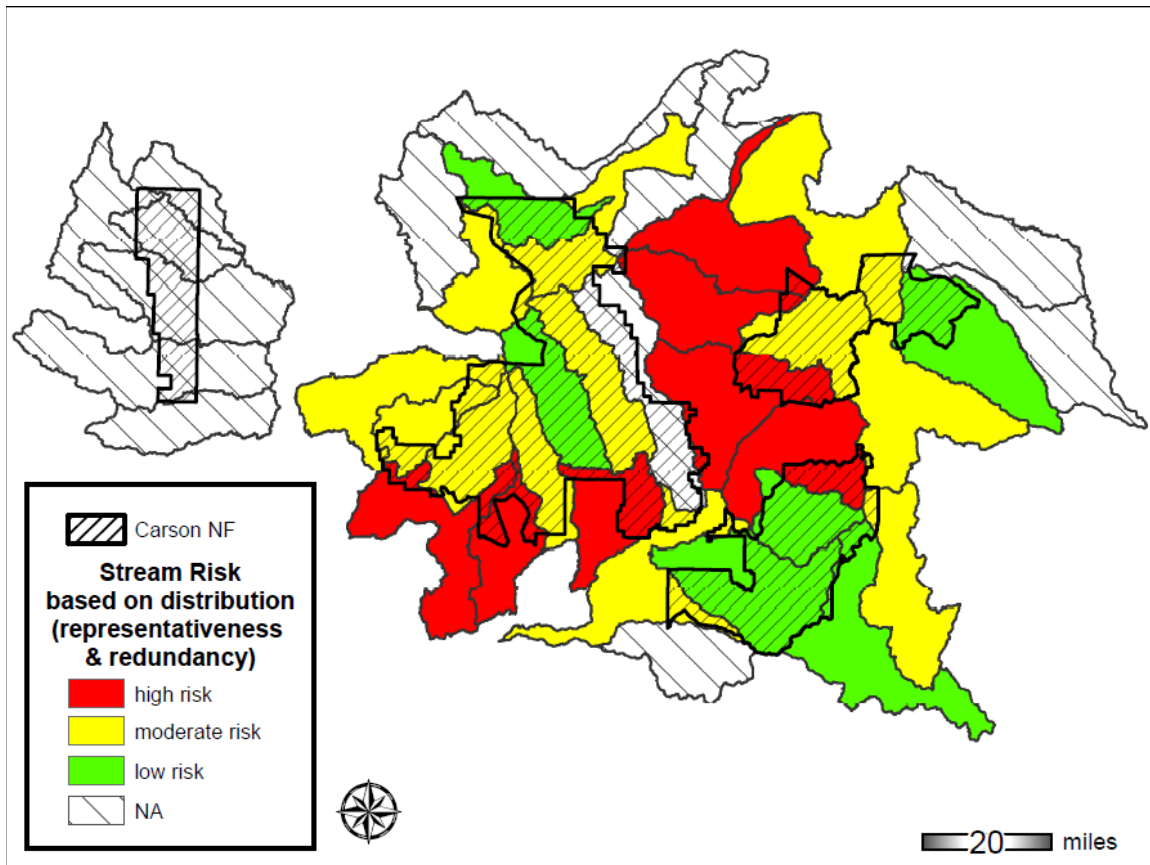 Carson NF
Stream Risk
based on distribution
(representativeness
& redundancy)
high risk
moderate risk
low risk
NA
20 miles